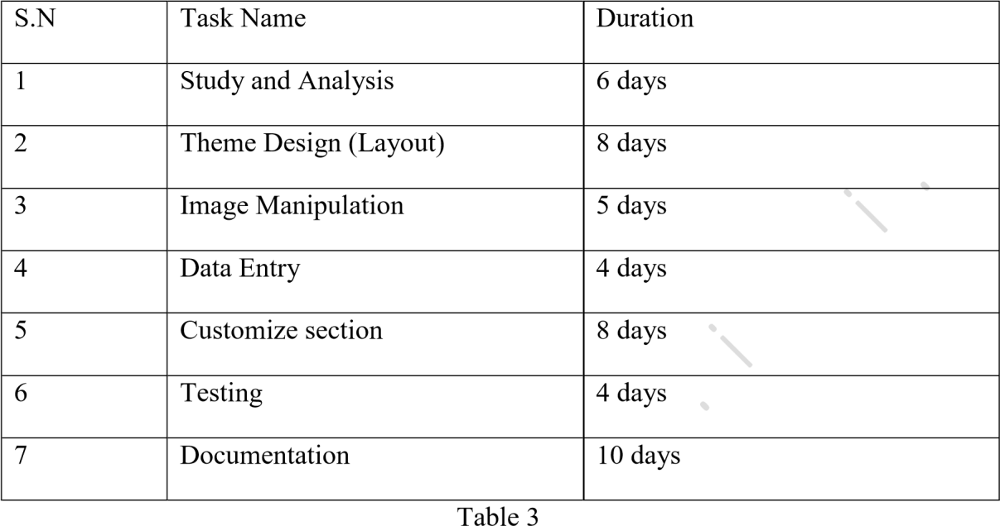 S.N Task Name Duration
1 Study and Analysis 6 days
2 Theme Design (Layout) 8 days
3 Image Manipulation 5 days
4 Data Entry 4 days
5 Customize section 8 days
6 Testing 4 days
7 Documentation 10 days
Table 3